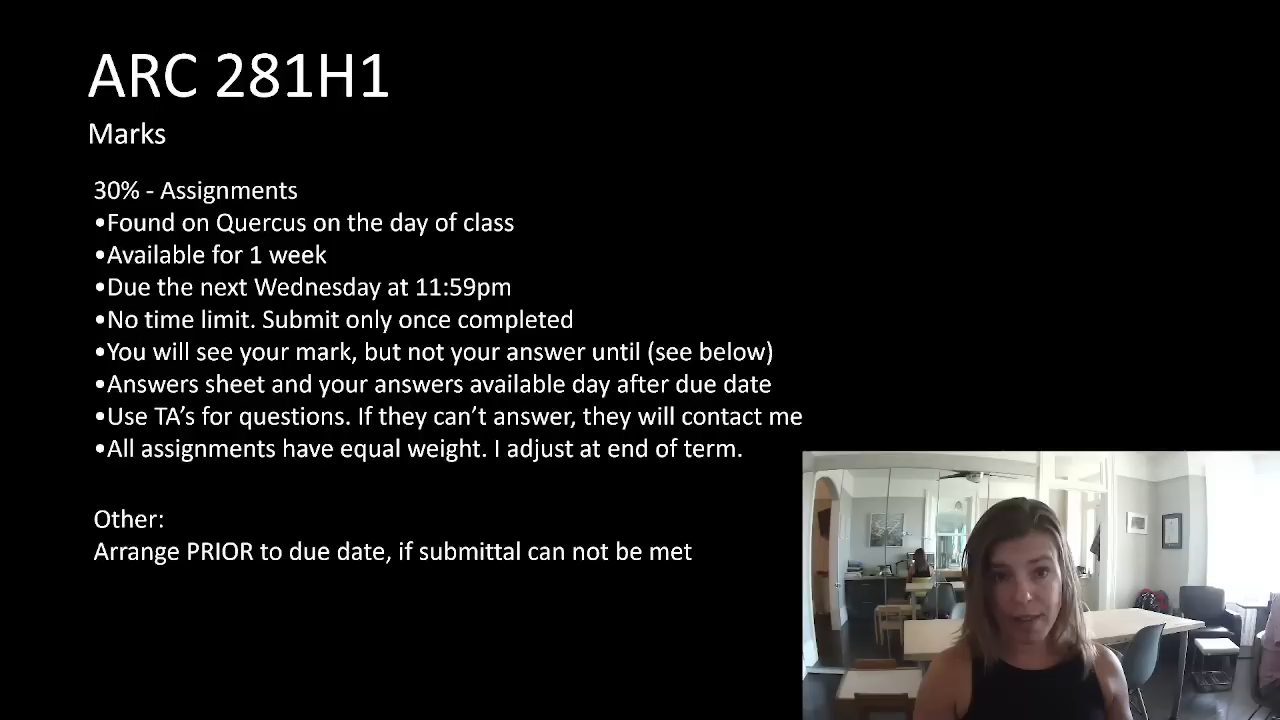 ARC 281H1
Marks
30% - Assignments
•Found on Quercus on the day of class
•Available for 1 week
•Due the next Wednesday at 11:59pm
•No time limit. Submit only once completed
•You will see your mark, but not your answer until (see below)
•Answers sheet and your answers available day after due date
•Use TA's for questions. If they can't answer, they will contact me
•All assignments have equal weight. I adjust at end of term.
Other:
Arrange PRIOR to due date, if submittal can not be met